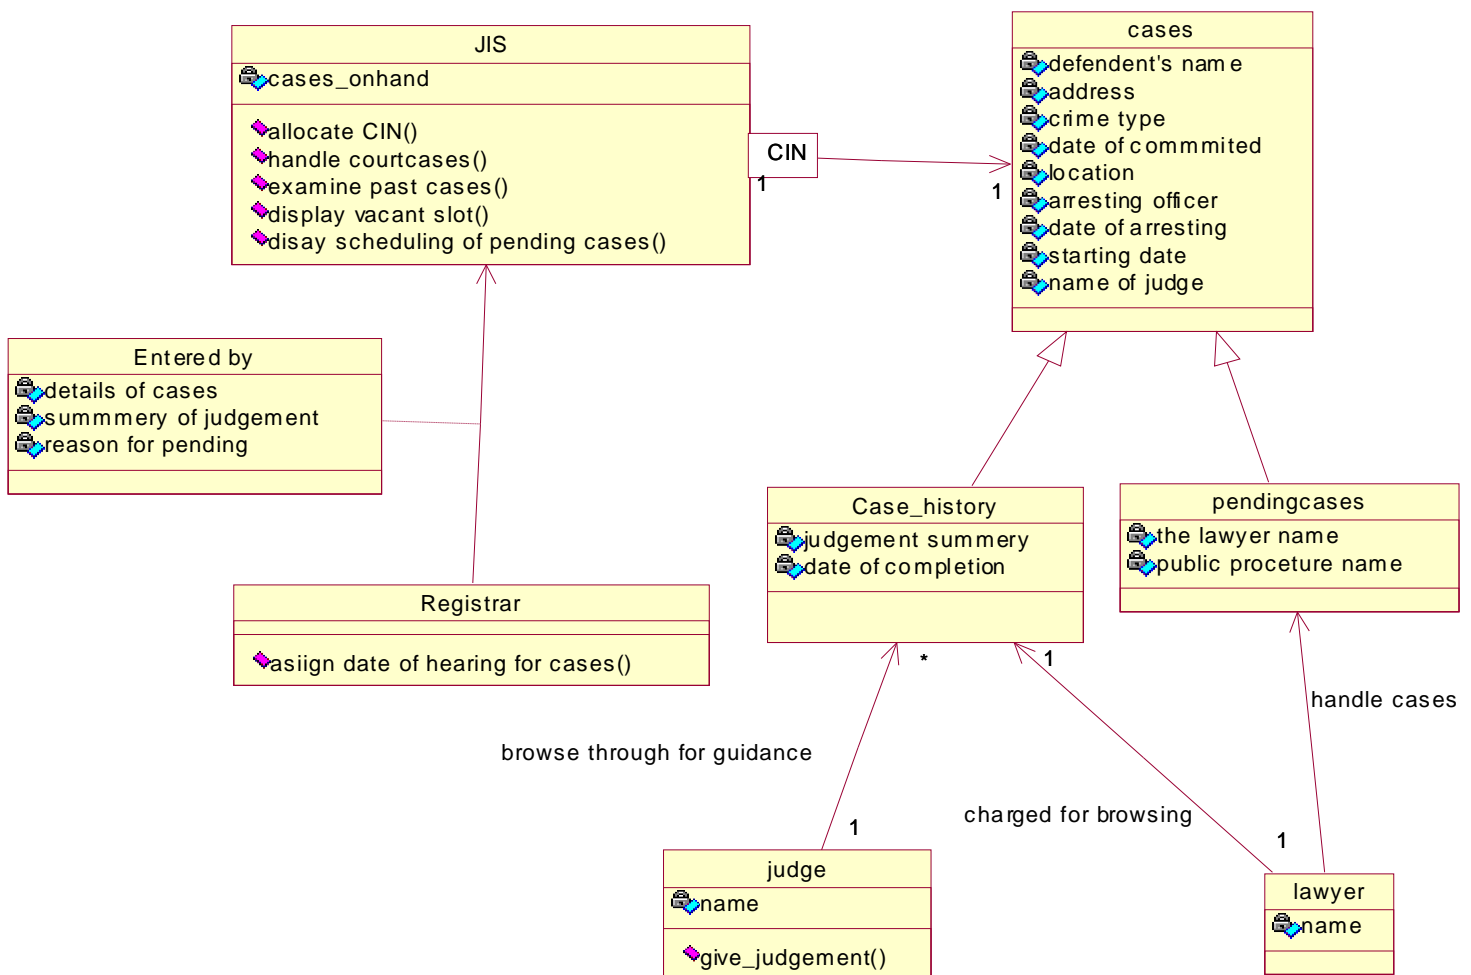 JIS
cases_onhand
allocate CIN()
handle courtcases()
examine past cases()
display vacant slot()
disay scheduling of pending cases()
CIN
1
1
cases
defendent's name
address
crime type
date of commmited
location
arresting officer
date of arresting
starting date
name of judge
Entered by
details of cases
summmery of judgement
reason for pending
Registrar
asiign date of hearing for cases()
Case_history
judgement summery
date of completion
pendingcases
the lawyer name
public proceture name
*
1
handle cases
browse through for guidance
charged for browsing
1
1
judge
name
give_judgement()
lawyer
name